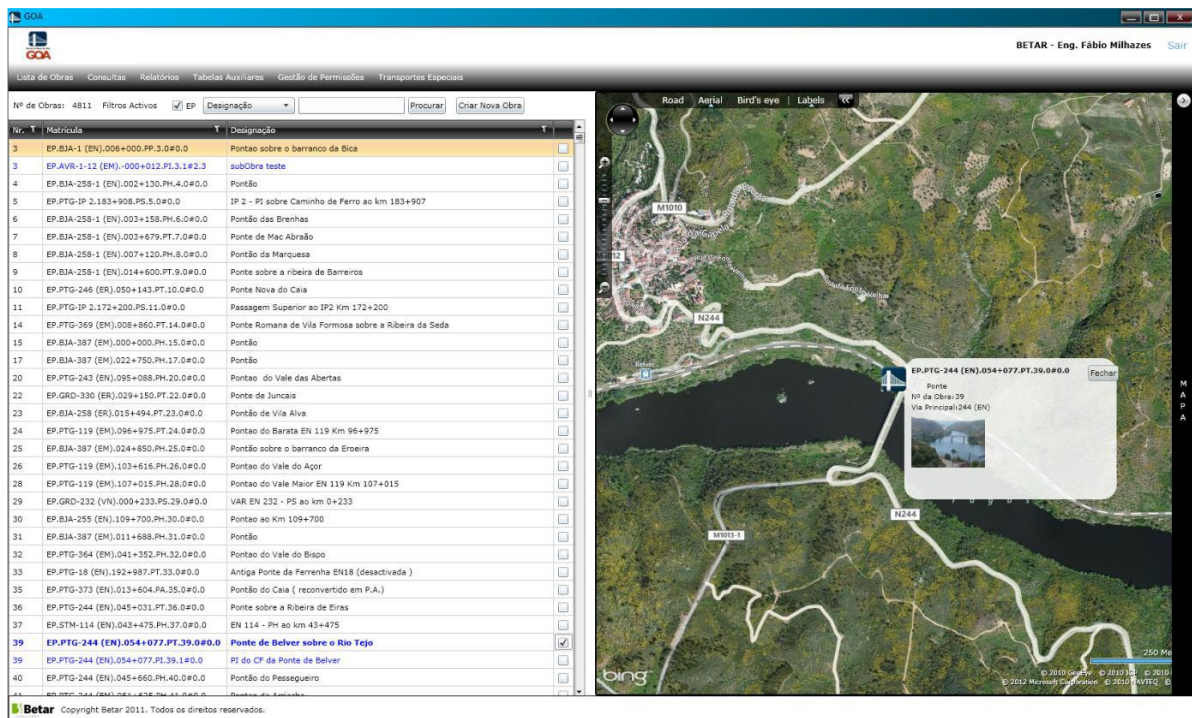 GOA
GOA
BETAR - Eng. Fábio Milhazes Sair
Lista de Obras Consultas Relatórios Tabelas Auxiliares Gestão de Permissões Transportes Especiais
Nº de Obras: 4811 Filtros Activos EP Designação Procurar Criar Nova Obra
Nr. Matrícula Designação
3 EP.BJA-1 (EN).006+000.PP.3.0#0.0 Pontao sobre o barranco da Bica
3 EP.AVR-1-12 (EM).-000+012.PI.3.1#2.3 subObra teste
4 EP.BJA-258-1 (EN).002+130.PH.4.0#0.0 Pontão
5 EP.PTG-IP 2.183+908.PS.5.0#0.0 IP 2 - PI sobre Caminho de Ferro ao km 183+907
6 EP.BJA-258-1 (EN).003+158.PH.6.0#0.0 Pontão das Brenhas
7 EP.BJA-258-1 (EN).003+679.PT.7.0#0.0 Ponte de Mac Abraão
8 EP.BJA-258-1 (EN).007+120.PH.8.0#0.0 Pontão da Marquesa
9 EP.BJA-258-1 (EN).014+600.PT.9.0#0.0 Ponte sobre a ribeira de Barreiros
10 EP.PTG-246 (ER).050+143.PT.10.0#0.0 Ponte Nova do Caia
11 EP.PTG-IP 2.172+200.PS.11.0#0.0 Passagem Superior ao IP2 Km 172+200
14 EP.PTG-369 (EM).008+860.PT.14.0#0.0 Ponte Romana de Vila Formosa sobre a Ribeira da Seda
15 EP.BJA-387 (EM).000+000.PH.15.0#0.0 Pontão
17 EP.BJA-387 (EM).022+750.PH.17.0#0.0 Pontão
20 EP.PTG-243 (EN).095+088.PH.20.0#0.0 Pontao do Vale das Abertas
22 EP.GRD-330 (ER).029+150.PT.22.0#0.0 Ponte de Juncais
23 EP.BJA-258 (ER).015+494.PT.23.0#0.0 Pontão de Vila Alva
24 EP.PTG-119 (EM).096+975.PT.24.0#0.0 Pontao do Barata EN 119 Km 96+975
25 EP.BJA-387 (EM).024+850.PH.25.0#0.0 Pontão sobre o barranco da Eroeira
26 EP.PTG-119 (EM).103+616.PH.26.0#0.0 Pontao do Vale do Açor
28 EP.PTG-119 (EM).107+015.PH.28.0#0.0 Pontao do Vale Maior EN 119 Km 107+015
29 EP.GRD-232 (VN).000+233.PS.29.0#0.0 VAR EN 232 - PS ao km 0+233
30 EP.BJA-255 (EN).109+700.PH.30.0#0.0 Pontao ao Km 109+700
31 EP.BJA-387 (EM).011+688.PH.31.0#0.0 Pontão
32 EP.PTG-364 (EM).041+352.PH.32.0#0.0 Pontao do Vale do Bispo
33 EP.PTG-18 (EN).192+987.PT.33.0#0.0 Antiga Ponte da Ferrenha EN18 (desactivada )
35 EP.PTG-373 (EN).013+604.PA.35.0#0.0 Pontão do Caia ( reconvertido em P.A.)
36 EP.PTG-244 (EN).045+031.PT.36.0#0.0 Ponte sobre a Ribeira de Eiras
37 EP.STM-114 (EN).043+475.PH.37.0#0.0 EN 114 - PH ao km 43+475
39 EP.PTG-244 (EN).054+077.PT.39.0#0.0 Ponte de Belver sobre o Rio Tejo
39 EP.PTG-244 (EN).054+077.PI.39.1#0.0 PI do CF da Ponte de Belver
40 EP.PTG-244 (EN).045+660.PH.40.0#0.0 Pontão do Pessegueiro
Road Aerial Bird's eye Labels
M1010
12
N244
Belver
EP.PTG-244 (EN).054+077.PT.39.0#0.0 Fechar
Ponte
Nº da Obra:39
Via Principal:244 (EN)
MAPA
Tagus
N244
M1013-1
250 Me
bing
© 2010 GeoEye © 2010 IGP © 2010
© 2012 Microsoft Corporation © 2010 NAVTEQ ©
Betar Copyright Betar 2011. Todos os direitos reservados.